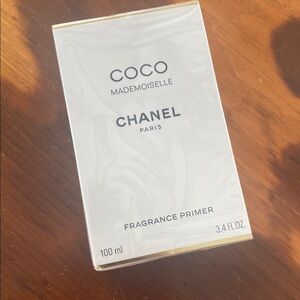 COCO
MADEMOISELLE
CHANEL
PARIS
FRAGRANCE PRIMER
100 ml 3.4 FL.OZ.